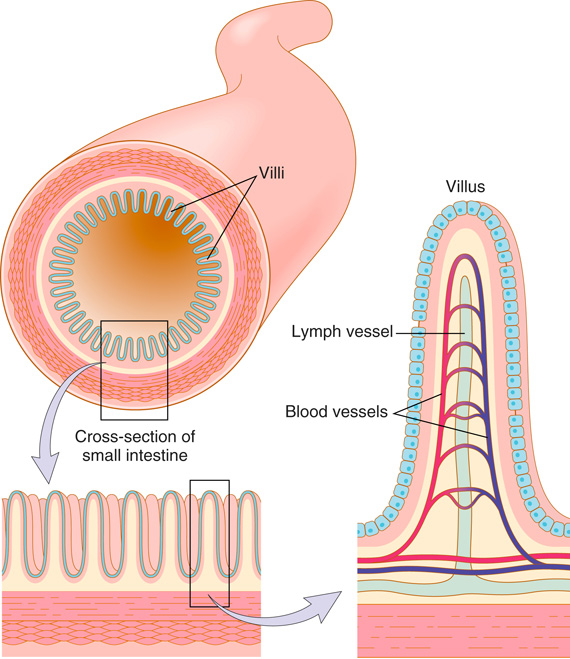 Villi
Villus
Lymph vessel
Blood vessels
Cross-section of
small intestine